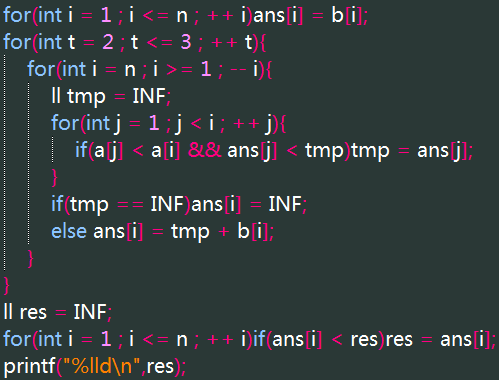 for(int i = 1 ; i <= n ; ++ i)ans[i] = b[i];
for(int t = 2 ; t <= 3 ; ++ t){
for(int i = n ; i >= 1 ; -- i){
ll tmp = INF;
for(int j = 1 ; j < i ; ++ j){
if(a[j] < a[i] && ans[j] < tmp)tmp = ans[j];
}
if(tmp == INF)ans[i] = INF;
else ans[i] = tmp + b[i];
}
}
ll res = INF;
for(int i = 1 ; i <= n ; ++ i)if(ans[i] < res)res = ans[i];
printf("%lld\n",res);